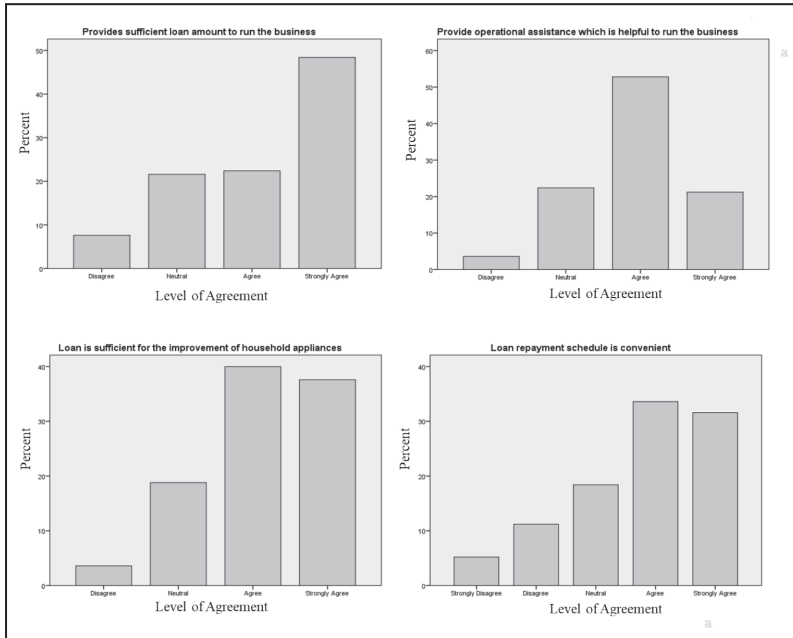 Provides sufficient loan amount to run the business
50
40
30
20
10
0
Percent
Disagree Neutral Agree Strongly Agree
Level of Agreement
Provide operational assistance which is helpful to run the business
60
50
40
30
20
10
0
Percent
Disagree Neutral Agree Strongly Agree
Level of Agreement
a
Loan is sufficient for the improvement of household appliances
40
30
20
10
0
Percent
Disagree Neutral Agree Strongly Agree
Level of Agreement
Loan repayment schedule is convenient
40
30
20
10
0
Percent
Strongly Disagree Disagree Neutral Agree Strongly Agree
Level of Agreement
a